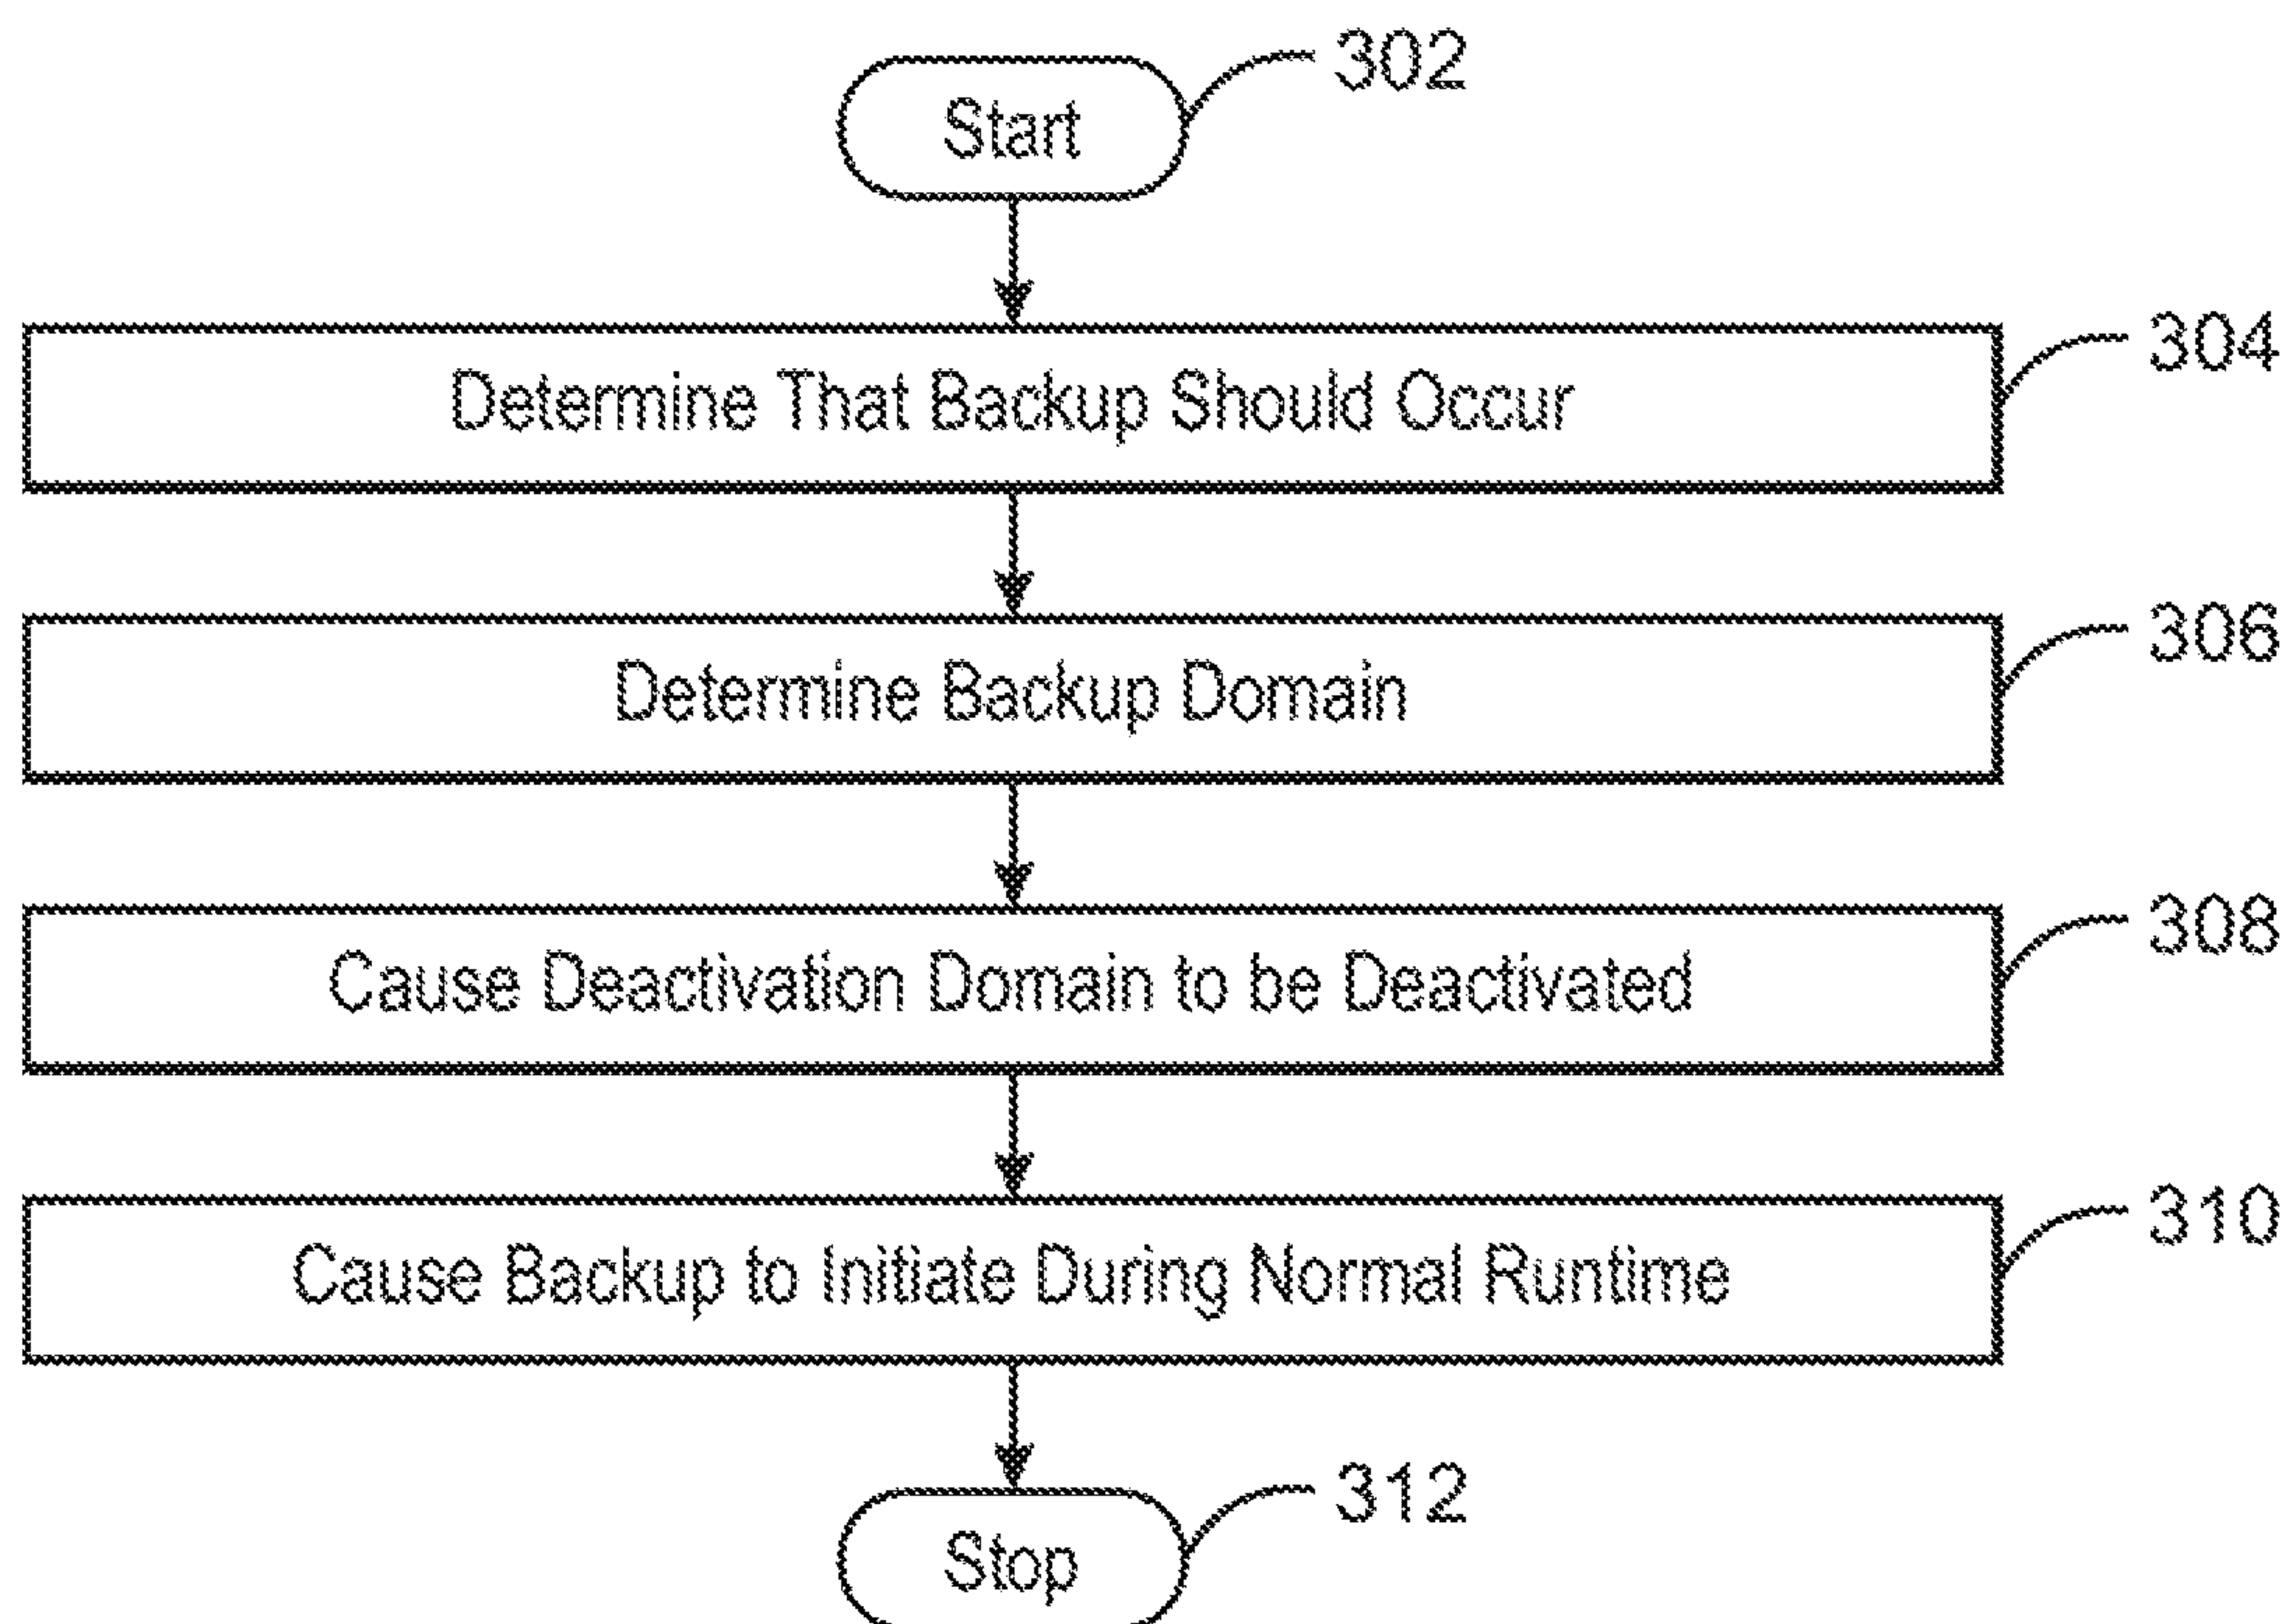 Start
302
Determine That Backup Should Occur
304
Determine Backup Domain
306
Cause Deactivation Domain to be Deactivated
308
Cause Backup to Initiate During Normal Runtime
310
Stop
312